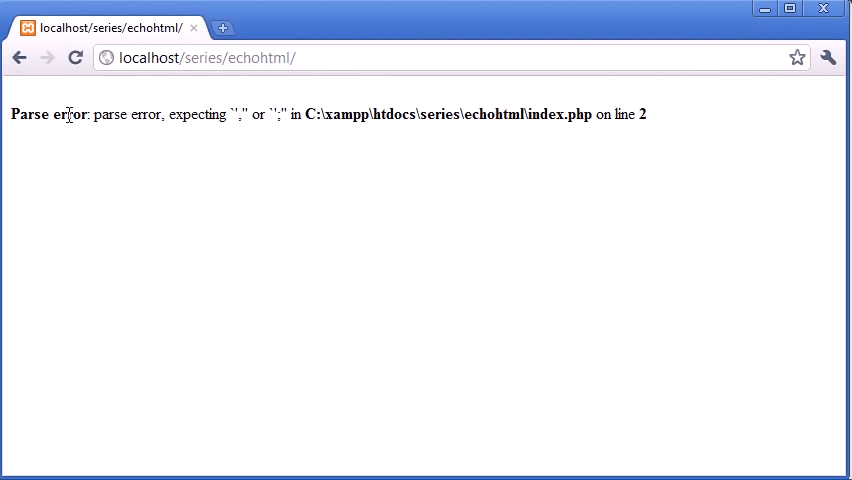 localhost/series/echohtml/
localhost/series/echohtml/
Parse error: parse error, expecting `','' or `';'' in C:\xampp\htdocs\series\echohtml\index.php on line 2